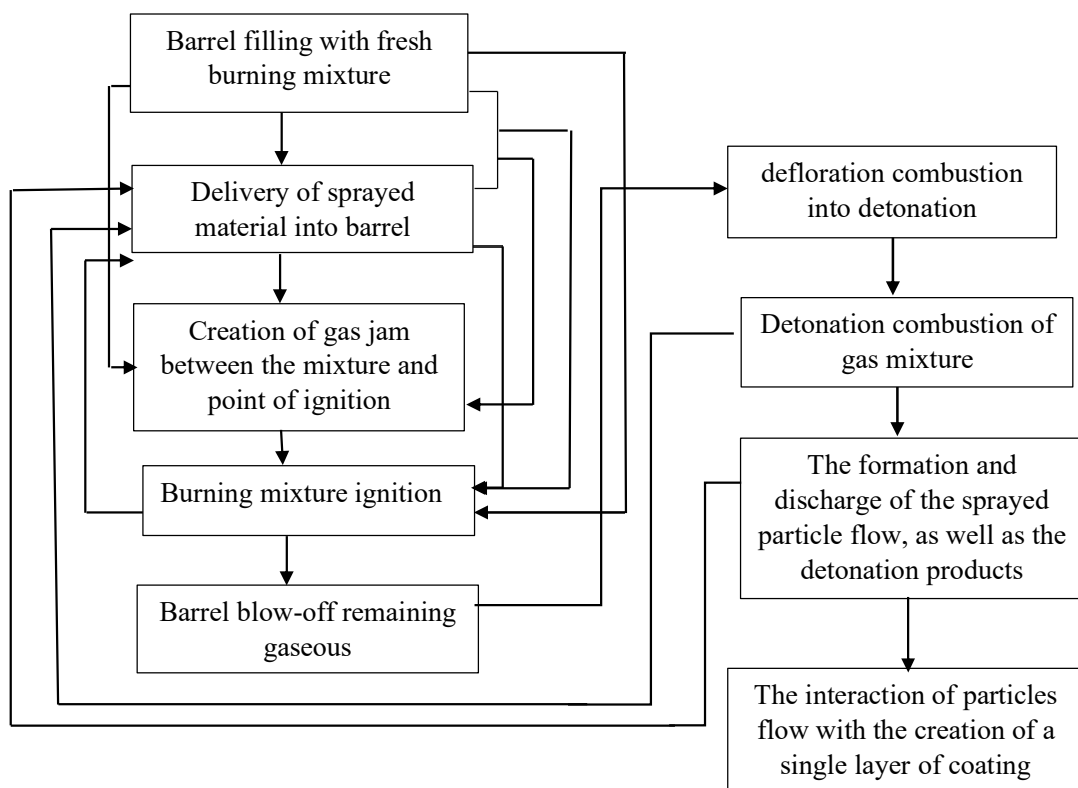 Barrel filling with fresh
burning mixture
Delivery of sprayed
material into barrel
Creation of gas jam
between the mixture and
point of ignition
Burning mixture ignition
Barrel blow-off remaining
gaseous
defloration combustion
into detonation
Detonation combustion of
gas mixture
The formation and
discharge of the sprayed
particle flow, as well as the
detonation products
The interaction of particles
flow with the creation of a
single layer of coating